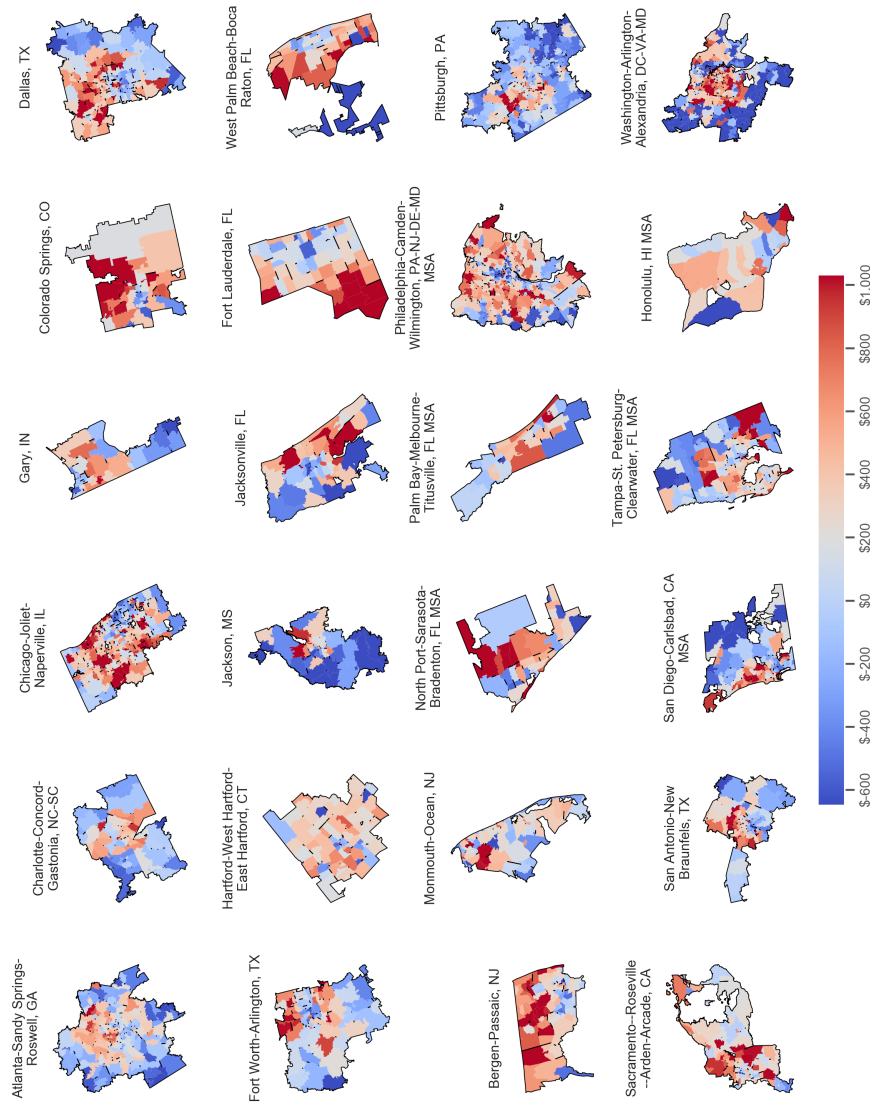 Atlanta-Sandy Springs-
Roswell, GA
Charlotte-Concord-
Gastonia, NC-SC
Chicago-Joliet-
Naperville, IL
Gary, IN
Colorado Springs, CO
Dallas, TX
Fort Worth-Arlington, TX
Hartford-West Hartford-
East Hartford, CT
Jackson, MS
Jacksonville, FL
Fort Lauderdale, FL
West Palm Beach-Boca
Raton, FL
Bergen-Passaic, NJ
Monmouth-Ocean, NJ
North Port-Sarasota-
Bradenton, FL MSA
Palm Bay-Melbourne-
Titusville, FL MSA
Philadelphia-Camden-
Wilmington, PA-NJ-DE-MD
MSA
Pittsburgh, PA
Sacramento--Roseville
--Arden-Arcade, CA
San Antonio-New
Braunfels, TX
San Diego-Carlsbad, CA
MSA
Tampa-St. Petersburg-
Clearwater, FL MSA
Honolulu, HI MSA
Washington-Arlington-
Alexandria, DC-VA-MD
$-600 $-400 $-200 $0 $200 $400 $600 $800 $1.000